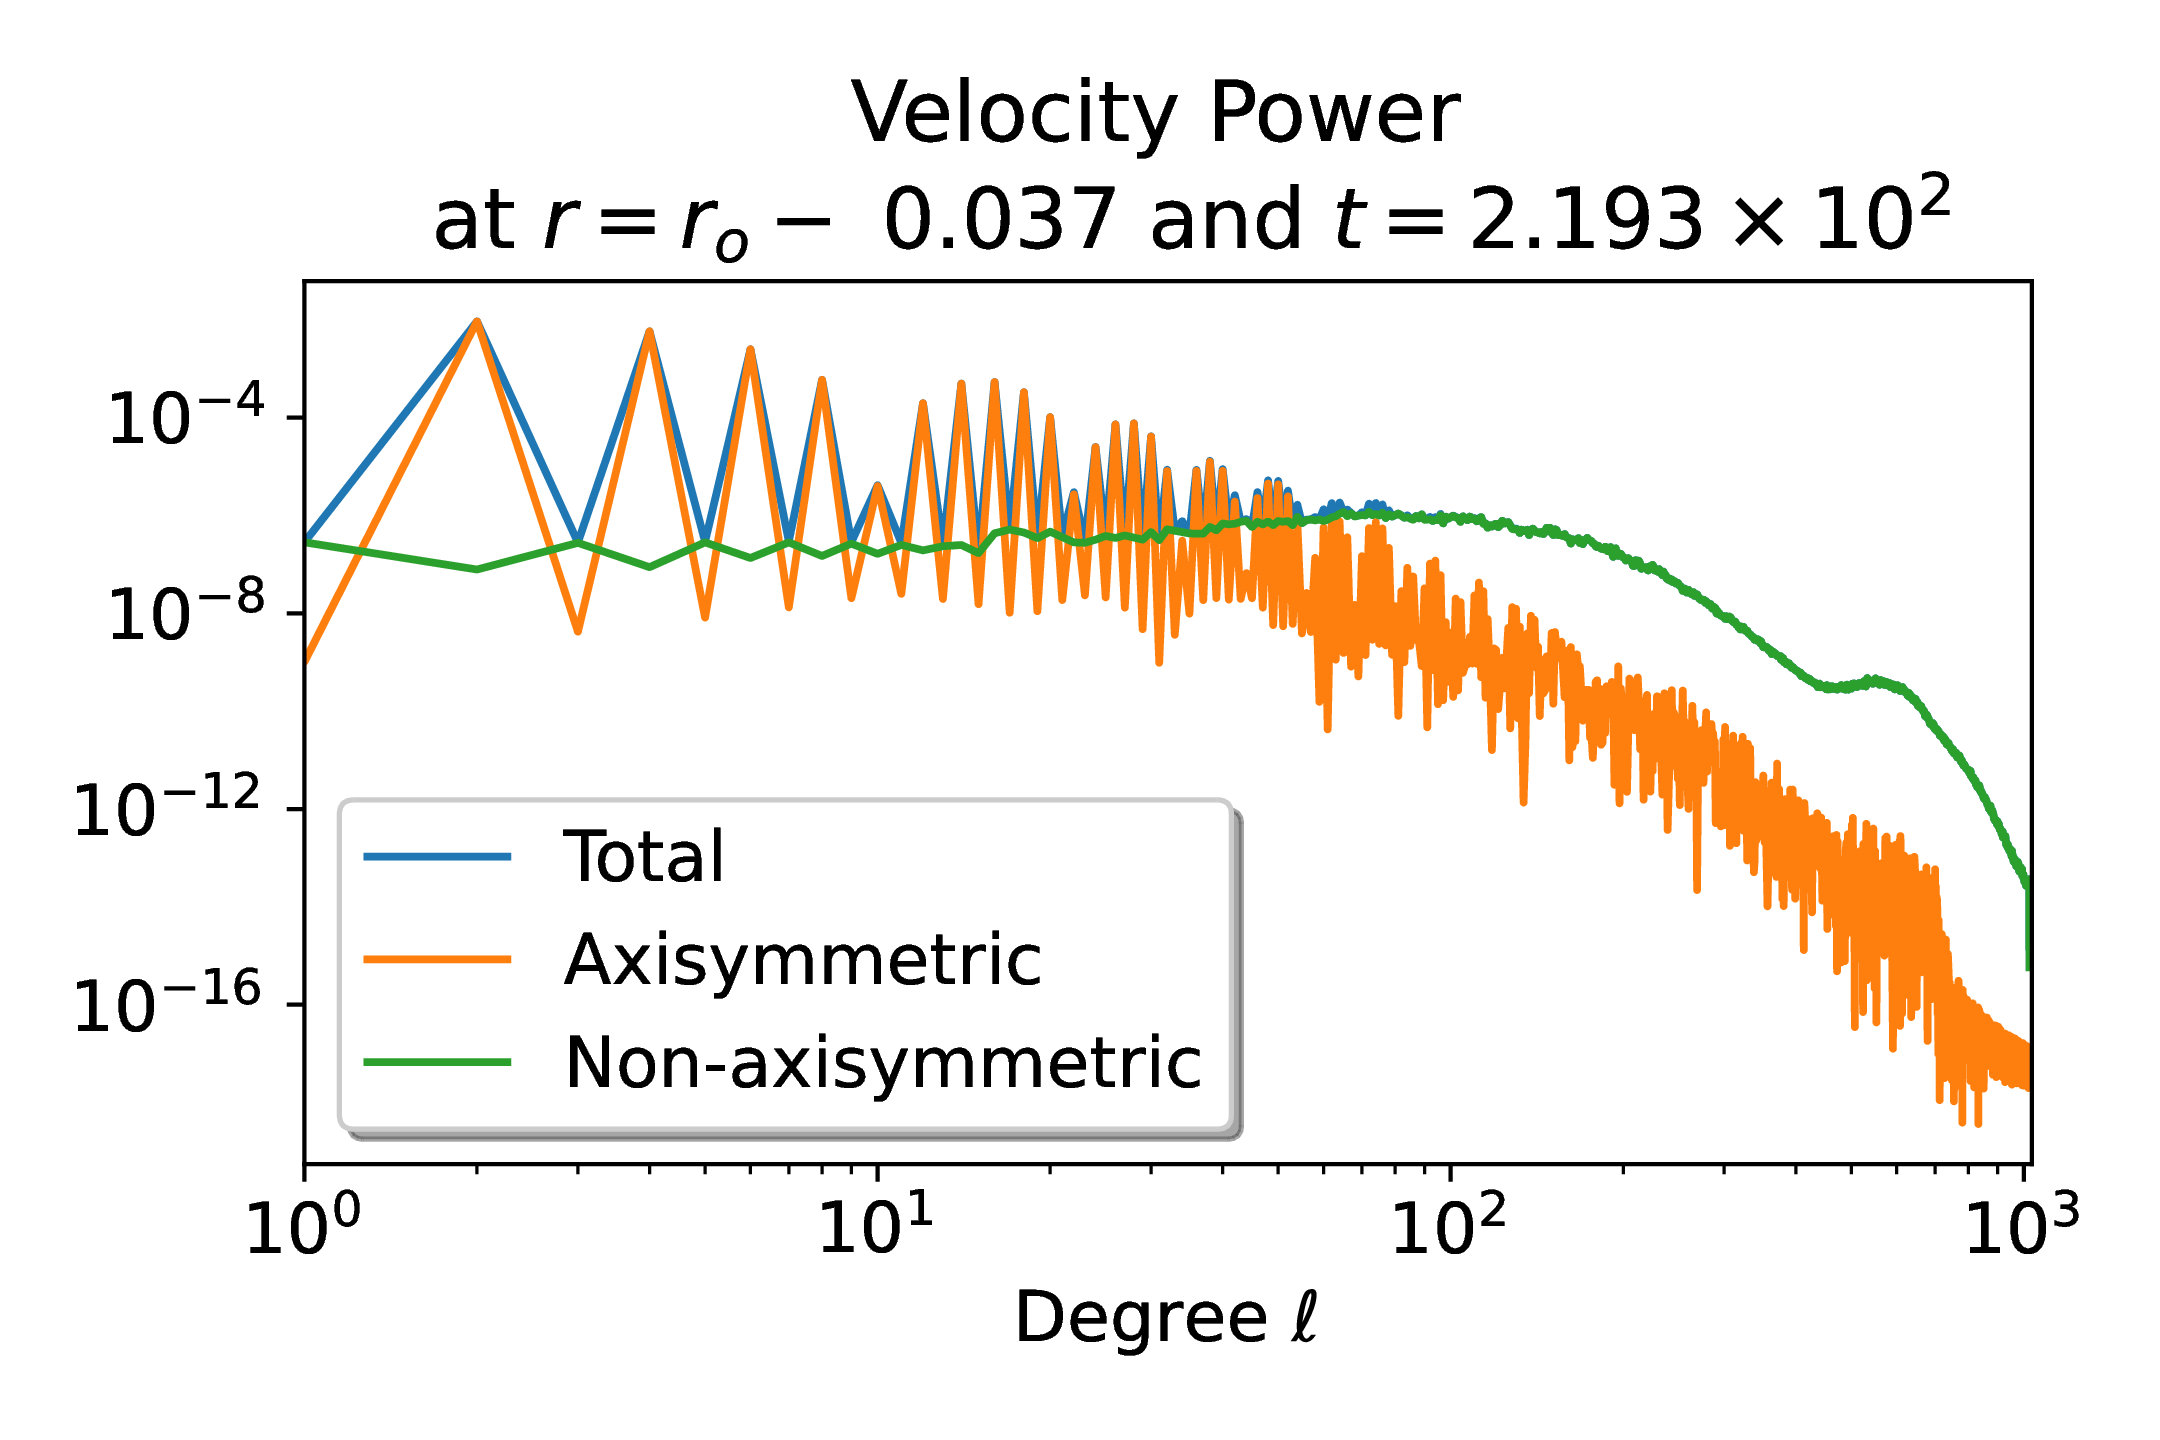 Velocity Power
at r = r_o − 0.037 and t = 2.193 × 10^2
10^−4
10^−8
10^−12
10^−16
Total
Axisymmetric
Non-axisymmetric
10^0 10^1 10^2 10^3
Degree ℓ